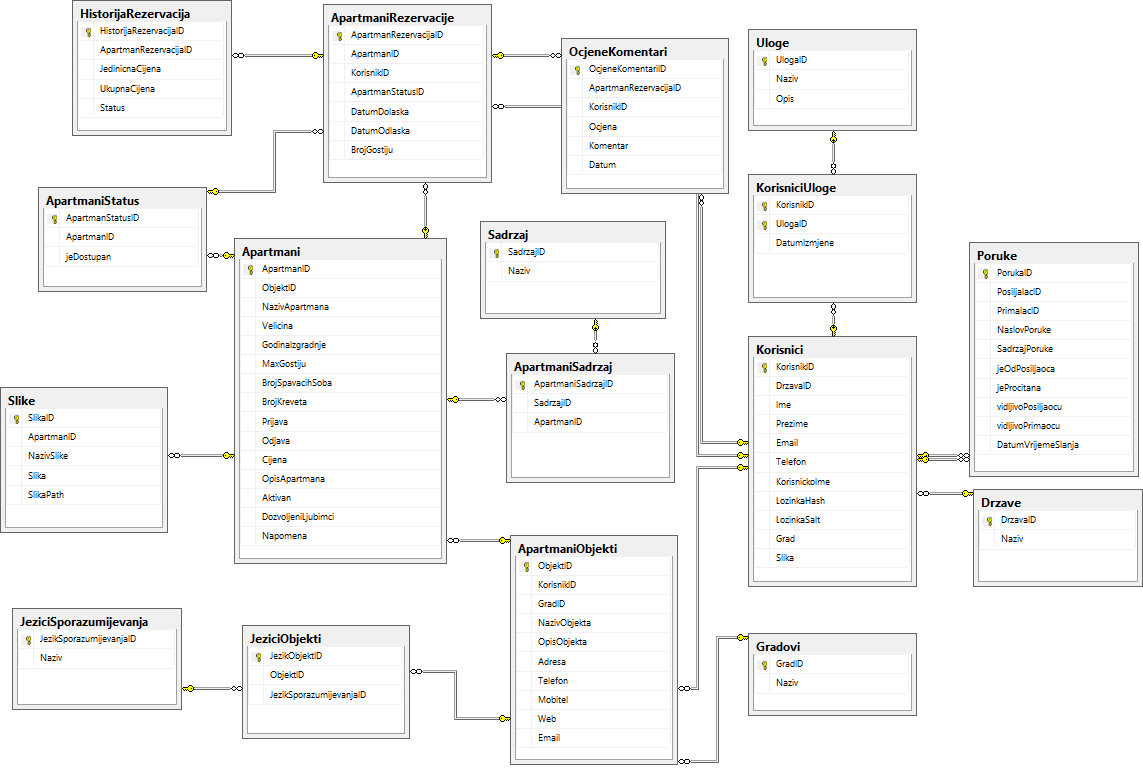 HistorijaRezervacija
HistorijaRezervacijaID
ApartmanRezervacijaID
JedinicnaCijena
UkupnaCijena
Status
ApartmaniRezervacije
ApartmanRezervacijaID
ApartmanID
KorisnikID
ApartmanStatusID
DatumDolaska
DatumOdlaska
BrojGostiju
OcjeneKomentari
OcjeneKomentariID
ApartmanRezervacijaID
KorisnikID
Ocjena
Komentar
Datum
Uloge
UlogaID
Naziv
Opis
ApartmaniStatus
ApartmanStatusID
ApartmanID
jeDostupan
KorisniciUloge
KorisnikID
UlogaID
DatumIzmjene
Sadrzaj
SadrzajID
Naziv
Apartmani
ApartmanID
ObjektID
NazivApartmana
Velicina
GodinaIzgradnje
MaxGostiju
BrojSpavacihSoba
BrojKreveta
Prijava
Odjava
Cijena
OpisApartmana
Aktivan
DozvoljeniLjubimci
Napomena
Poruke
PorukaID
PosiljalacID
PrimalacID
NaslovPoruke
SadrzajPoruke
jeOdPosiljaoca
jeProcitana
vidljivoPosiljaocu
vidljivoPrimaocu
DatumVrijemeSlanja
Korisnici
KorisnikID
DrzavaID
Ime
Prezime
Email
Telefon
KorisnickoIme
LozinkaHash
LozinkaSalt
Grad
Slika
ApartmaniSadrzaj
ApartmaniSadrzajID
SadrzajID
ApartmanID
Slike
SlikaID
ApartmanID
NazivSlike
Slika
SlikaPath
Drzave
DrzavaID
Naziv
ApartmaniObjekti
ObjektID
KorisnikID
GradID
NazivObjekta
OpisObjekta
Adresa
Telefon
Mobitel
Web
Email
JeziciSporazumijevanja
JezikSporazumijevanjaID
Naziv
JeziciObjekti
JezikObjektiID
ObjektID
JezikSporazumijevanjaID
Gradovi
GradID
Naziv